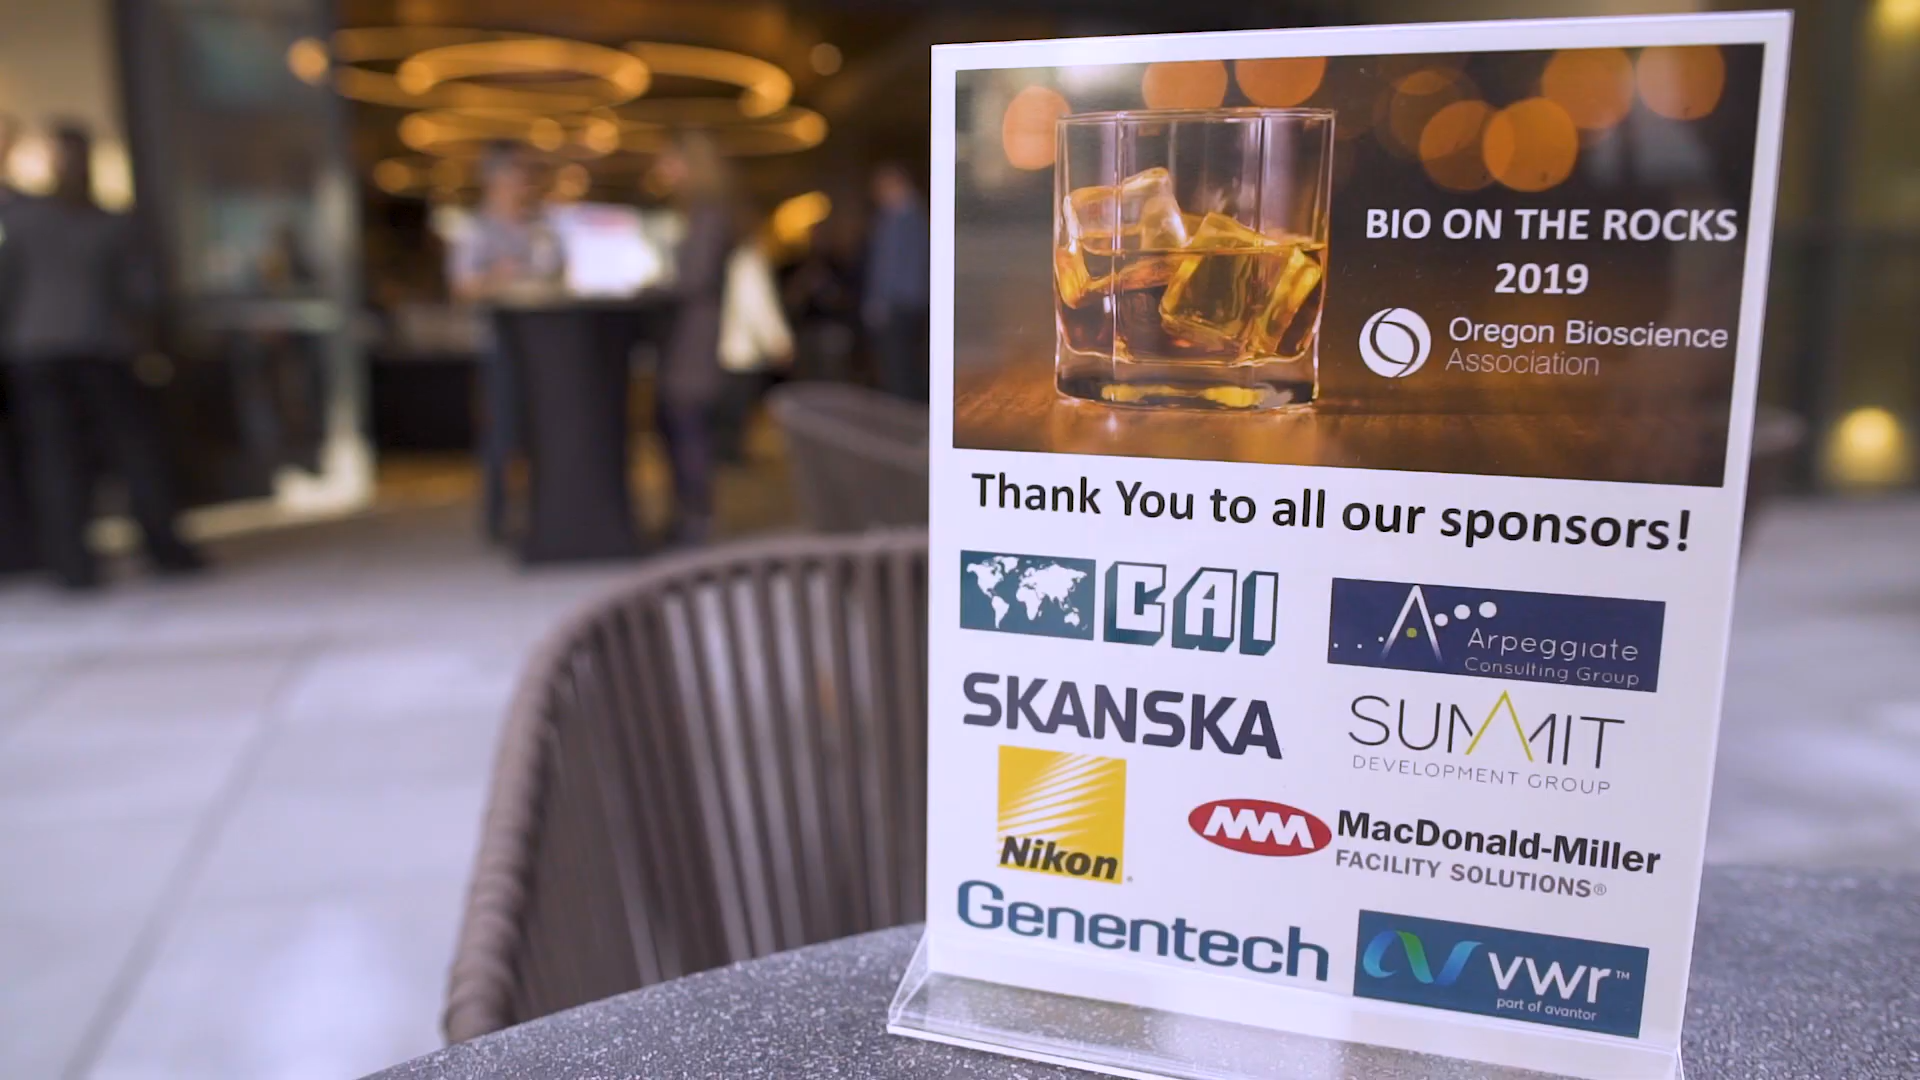 BIO ON THE ROCKS
2019
Oregon Bioscience
Association
Thank You to all our sponsors!
CAI
Arpeggiate
Consulting Group
SKANSKA
SUMMIT
DEVELOPMENT GROUP
Nikon
MacDonald-Miller
FACILITY SOLUTIONS®
Genentech
vwr™
part of avantor